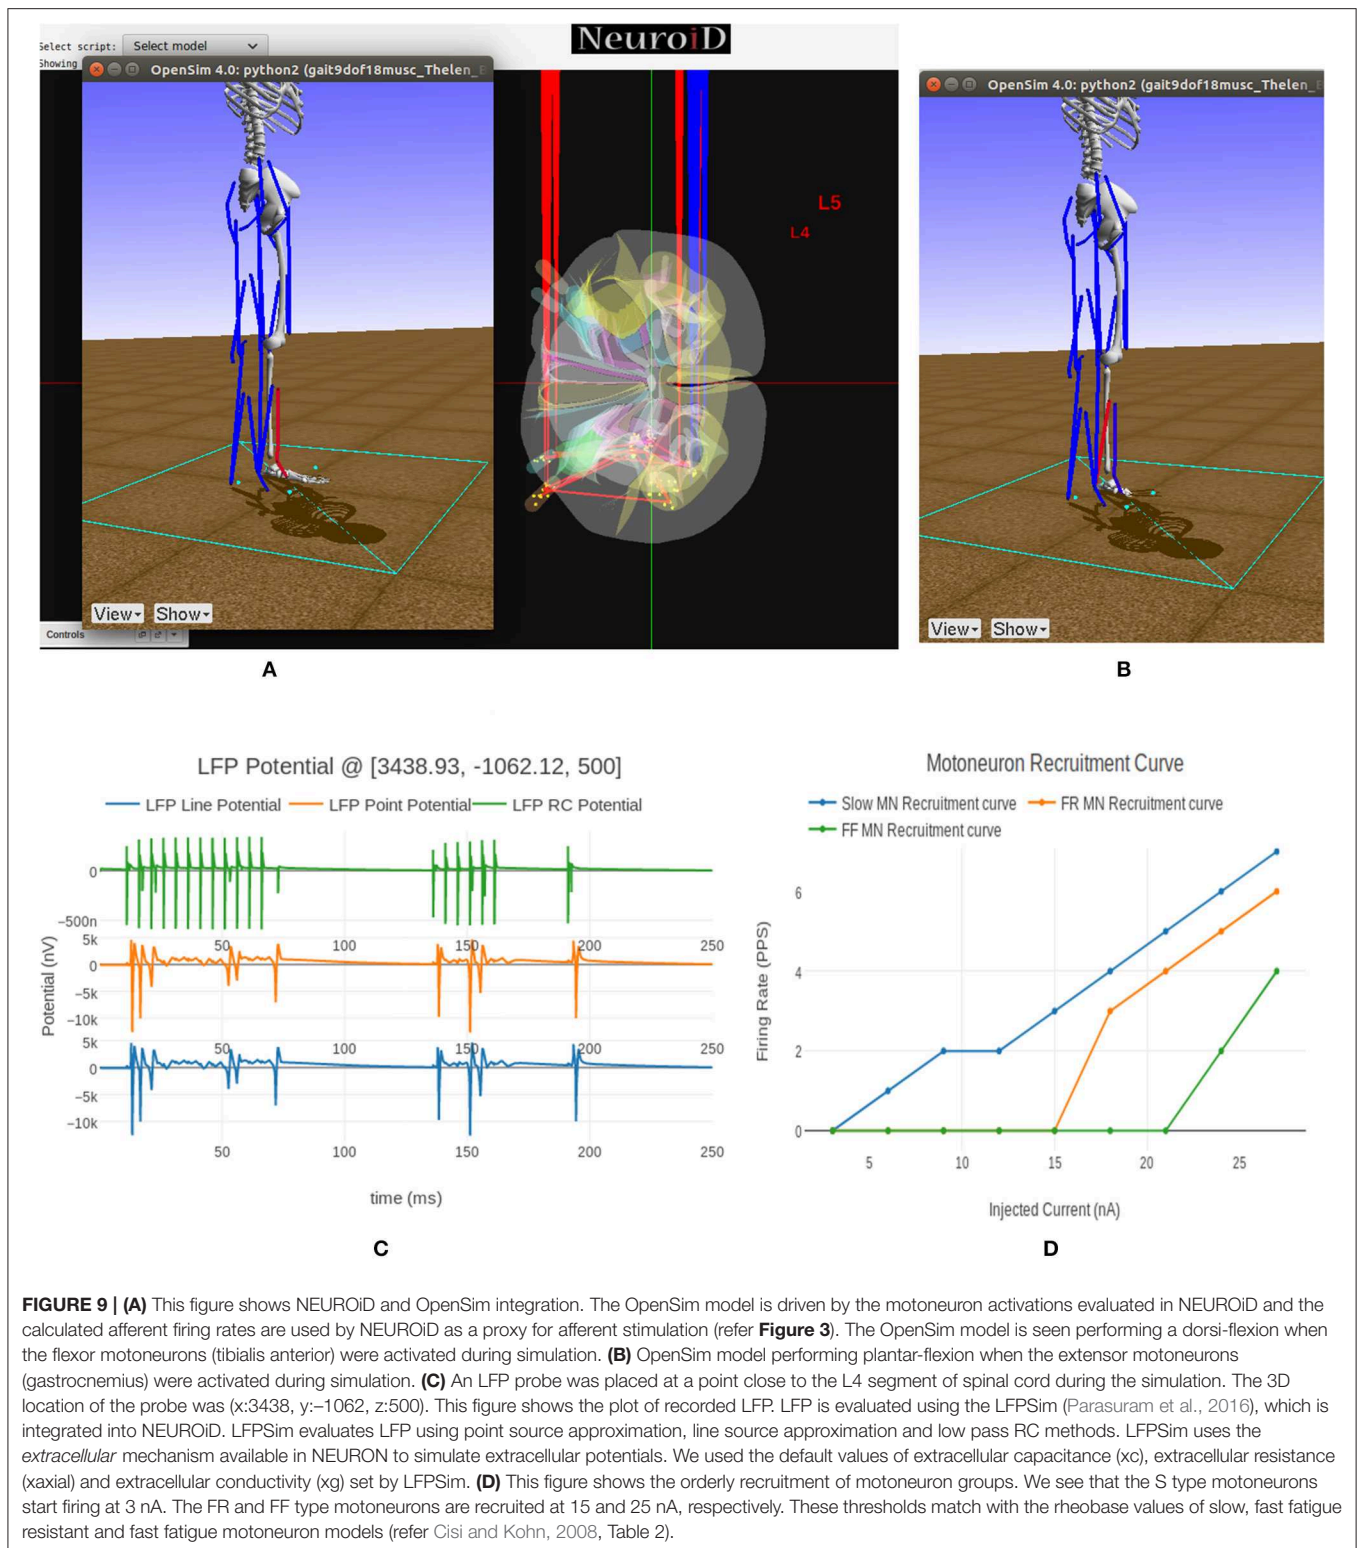 Select script: Select model
NeuroiD
Showing
OpenSim 4.0: python2 (gait9dof18musc_Thelen_
OpenSim 4.0: python2 (gait9dof18musc_Thelen_
L5
L4
View Show
Controls
View Show
A
B
LFP Potential @ [3438.93, -1062.12, 500]
LFP Line Potential LFP Point Potential LFP RC Potential
0
−500n
5k
50 100 150 200 250
0
−5k
−10k
5k
50 100 150 200 250
0
−5k
−10k
50 100 150 200 250
Potential (nV)
time (ms)
C
Motoneuron Recruitment Curve
Slow MN Recruitment curve FR MN Recruitment curve
FF MN Recruitment curve
6
4
2
0
Firing Rate (PPS)
5 10 15 20 25
Injected Current (nA)
D
FIGURE 9 | (A) This figure shows NEUROiD and OpenSim integration. The OpenSim model is driven by the motoneuron activations evaluated in NEUROiD and the
calculated afferent firing rates are used by NEUROiD as a proxy for afferent stimulation (refer Figure 3). The OpenSim model is seen performing a dorsi-flexion when
the flexor motoneurons (tibialis anterior) were activated during simulation. (B) OpenSim model performing plantar-flexion when the extensor motoneurons
(gastrocnemius) were activated during simulation. (C) An LFP probe was placed at a point close to the L4 segment of spinal cord during the simulation. The 3D
location of the probe was (x:3438, y:–1062, z:500). This figure shows the plot of recorded LFP. LFP is evaluated using the LFPSim (Parasuram et al., 2016), which is
integrated into NEUROiD. LFPSim evaluates LFP using point source approximation, line source approximation and low pass RC methods. LFPSim uses the
extracellular mechanism available in NEURON to simulate extracellular potentials. We used the default values of extracellular capacitance (xc), extracellular resistance
(xaxial) and extracellular conductivity (xg) set by LFPSim. (D) This figure shows the orderly recruitment of motoneuron groups. We see that the S type motoneurons
start firing at 3 nA. The FR and FF type motoneurons are recruited at 15 and 25 nA, respectively. These thresholds match with the rheobase values of slow, fast fatigue
resistant and fast fatigue motoneuron models (refer Cisi and Kohn, 2008, Table 2).